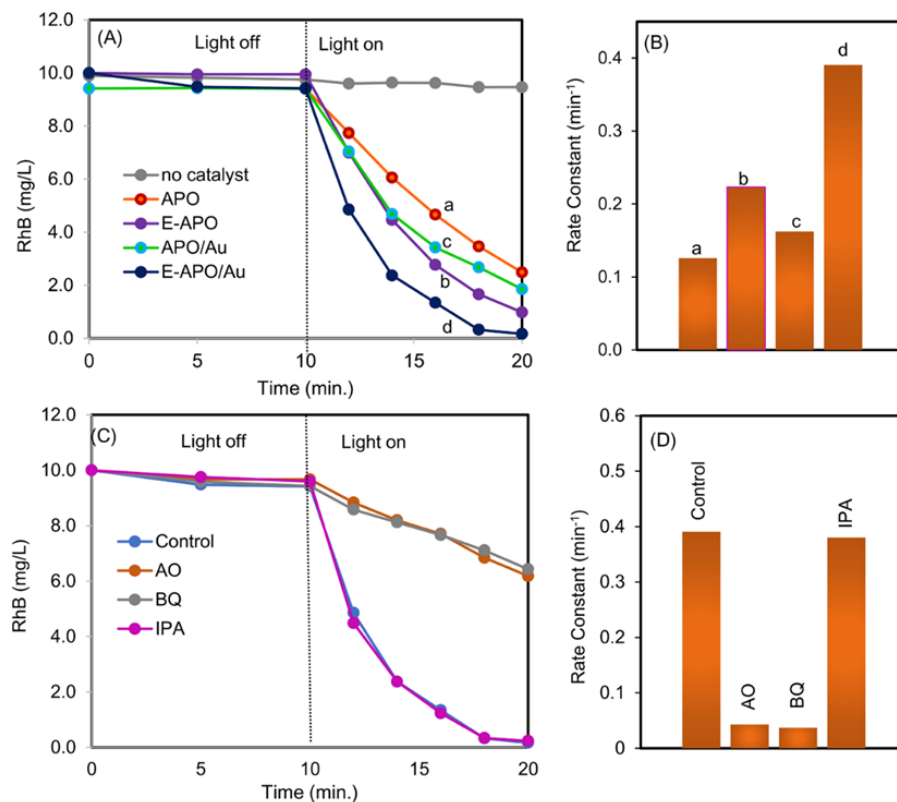 (A)
Light off
Light on
12.0
10.0
8.0
6.0
4.0
2.0
0.0
RhB (mg/L)
no catalyst
APO
E-APO
APO/Au
E-APO/Au
a
c
b
d
0
5
10
15
20
Time (min.)
(B)
0.4
0.3
0.2
0.1
0.0
Rate Constant (min⁻¹)
a
b
c
d
(C)
Light off
Light on
12.0
10.0
8.0
6.0
4.0
2.0
0.0
RhB (mg/L)
Control
AO
BQ
IPA
0
5
10
15
20
Time (min.)
(D)
0.6
0.5
0.4
0.3
0.2
0.1
0
Rate Constant (min⁻¹)
Control
AO
BQ
IPA